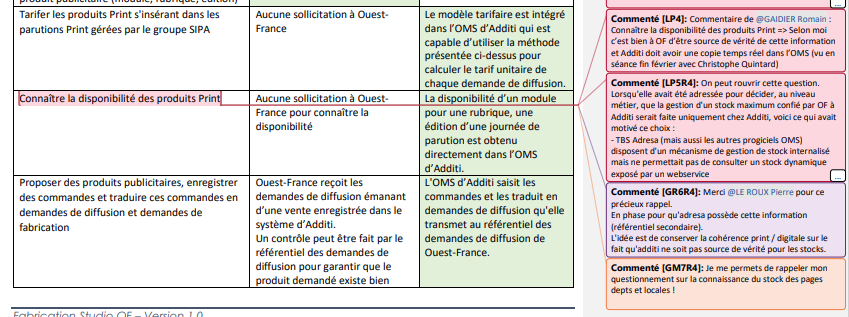 Tarifer les produits Print s'insérant dans les
parutions Print gérées par le groupe SIPA
Aucune sollicitation à Ouest-
France
Le modèle tarifaire est intégré
dans l'OMS d'Additi qui est
capable d'utiliser la méthode
présentée ci-dessus pour
calculer le tarif unitaire de
chaque demande de diffusion.
Connaître la disponibilité des produits Print
Aucune sollicitation à Ouest-
France pour connaître la
disponibilité
La disponibilité d'un module
pour une rubrique, une
édition d'une journée de
parution est obtenu
directement dans l'OMS
d'Additi.
Proposer des produits publicitaires, enregistrer
des commandes et traduire ces commandes en
demandes de diffusion et demandes de
fabrication
Ouest-France reçoit les
demandes de diffusion émanant
d'une vente enregistrée dans le
système d'Additi.
Un contrôle peut être fait par le
référentiel des demandes de
diffusion pour garantir que le
produit demandé existe bien
L'OMS d'Additi saisit les
commandes et les traduit en
demandes de diffusion qu'elle
transmet au référentiel des
demandes de diffusion de
Ouest-France.
Commenté [LP4): Commentaire de @GAIDIER Romain :
Connaître la disponibilité des produits Print => Selon moi
c'est bien à OF d'être source de vérité de cette information
et Additi doit avoir une copie temps réel dans l'OMS (vu en
séance fin février avec Christophe Quintard)
Commenté [LP5R4]: On peut rouvrir cette question.
Lorsqu'elle avait été adressée pour décider, au niveau
métier, que la gestion d'un stock maximum confié par OF à
Additi serait faite uniquement chez Additi, voici ce qui avait
motivé ce choix :
- TBS Adresa (mais aussi les autres progiciels OMS)
disposent d'un mécanisme de gestion de stock internalisé
mais ne permettait pas de consulter un stock dynamique
exposé par un webservice
...
Commenté [GR6R4]: Merci @LE ROUX Pierre pour ce
précieux rappel.
En phase pour qu'adresa possède cette information
(référentiel secondaire).
L'idée est de conserver la cohérence print / digitale sur le
fait qu'additi ne soit pas source de vérité pour les stocks.
Commenté [GM7R4]: Je me permets de rappeler mon
questionnement sur la connaissance du stock des pages
depts et locales !
Fabrication Studio OF – Version 1.0